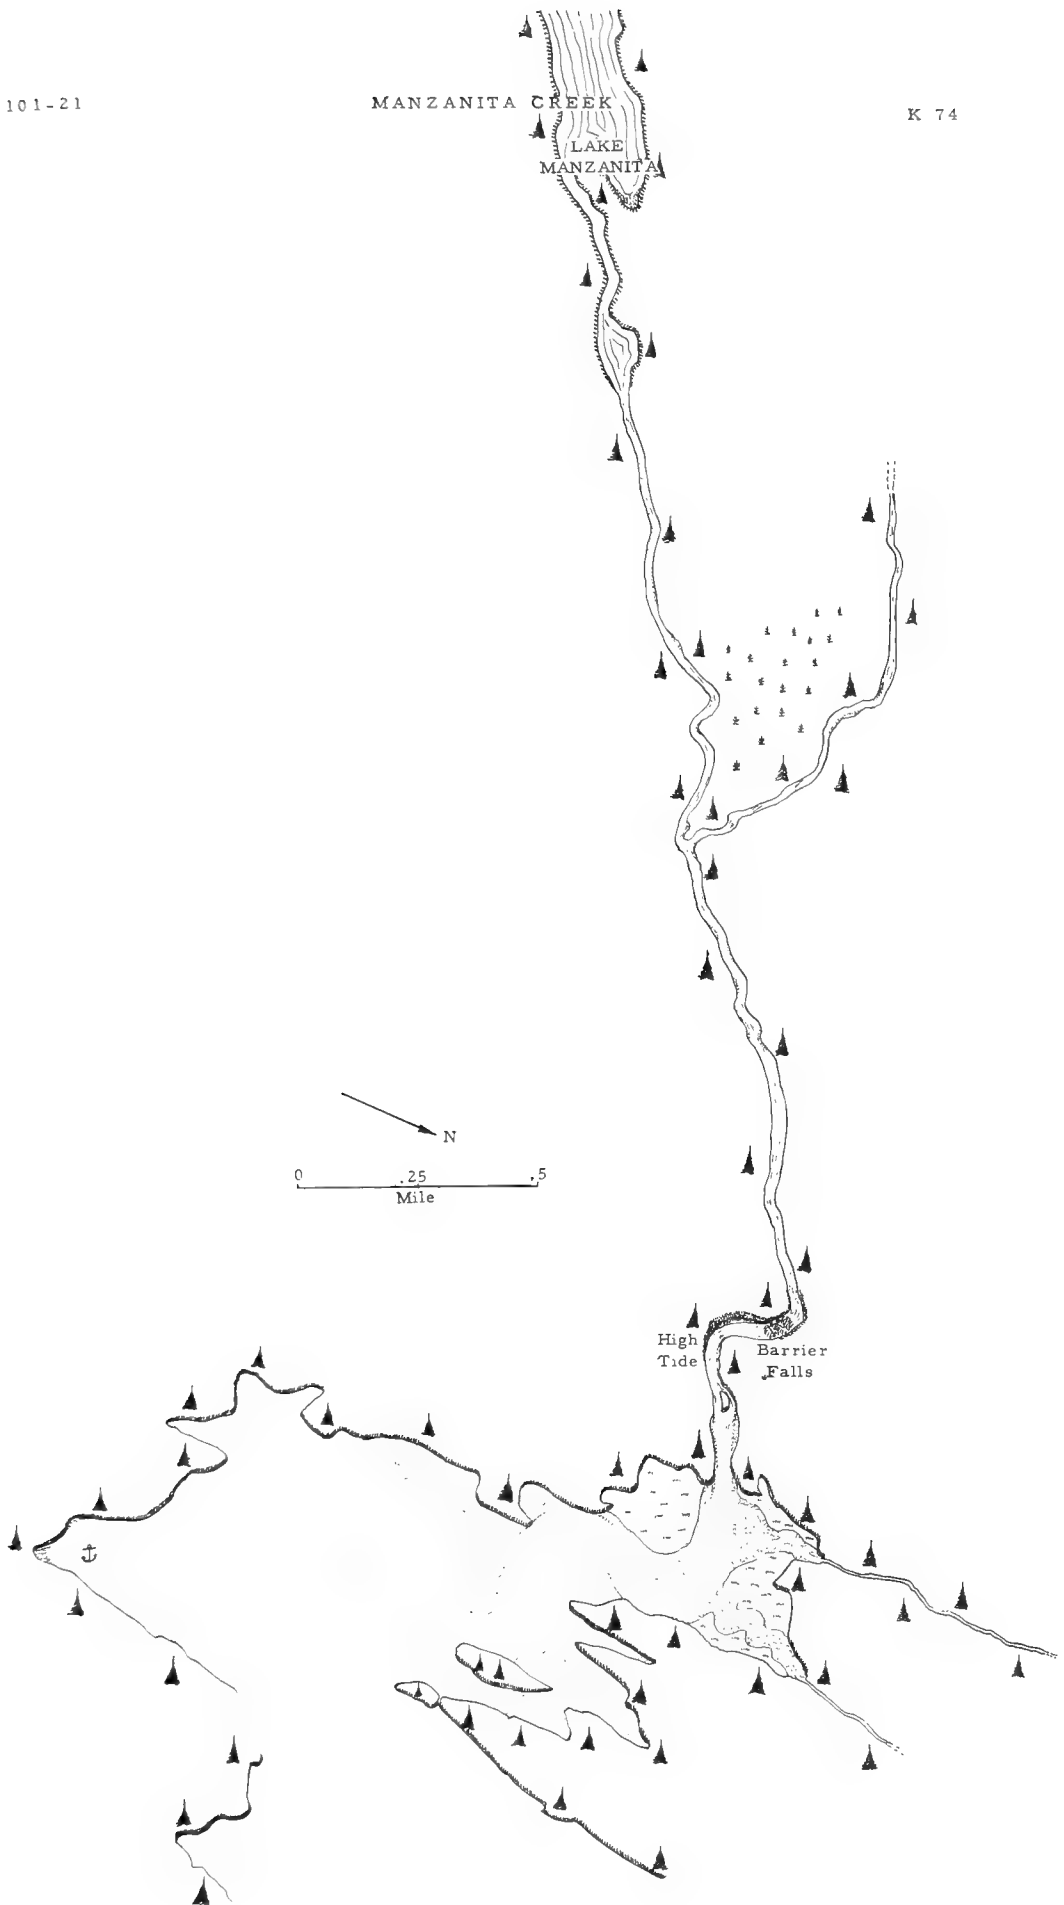 101-21
MANZANITA CREEK
K 74
LAKE
MANZANITA
N
0 .25 .5
Mile
High
Tide
Barrier
Falls